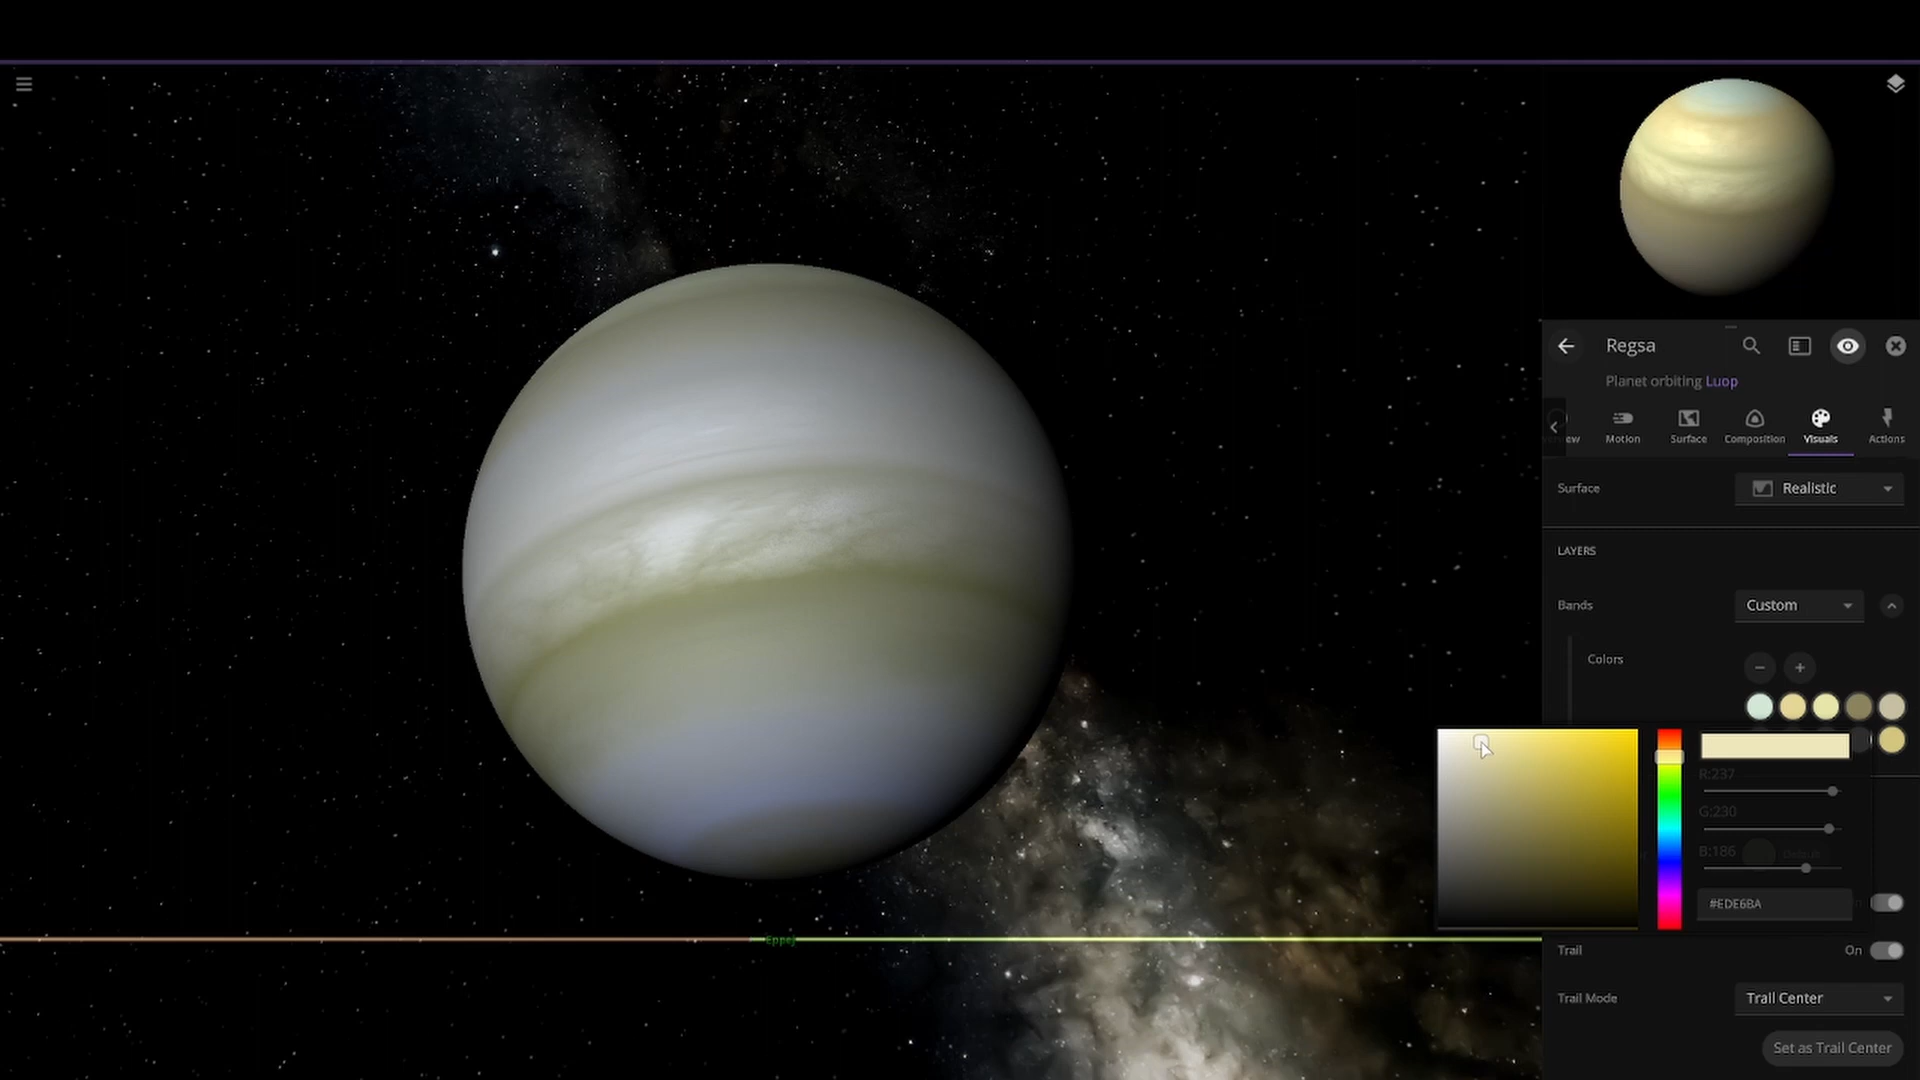 Regsa
Planet orbiting Luop
Motion
Surface
Composition
Visuals
Actions
Surface
Realistic
LAYERS
Bands
Custom
Colors
R:237
G:230
B:186
#EDE6BA
Eppej
Trail
On
Trail Mode
Trail Center
Set as Trail Center